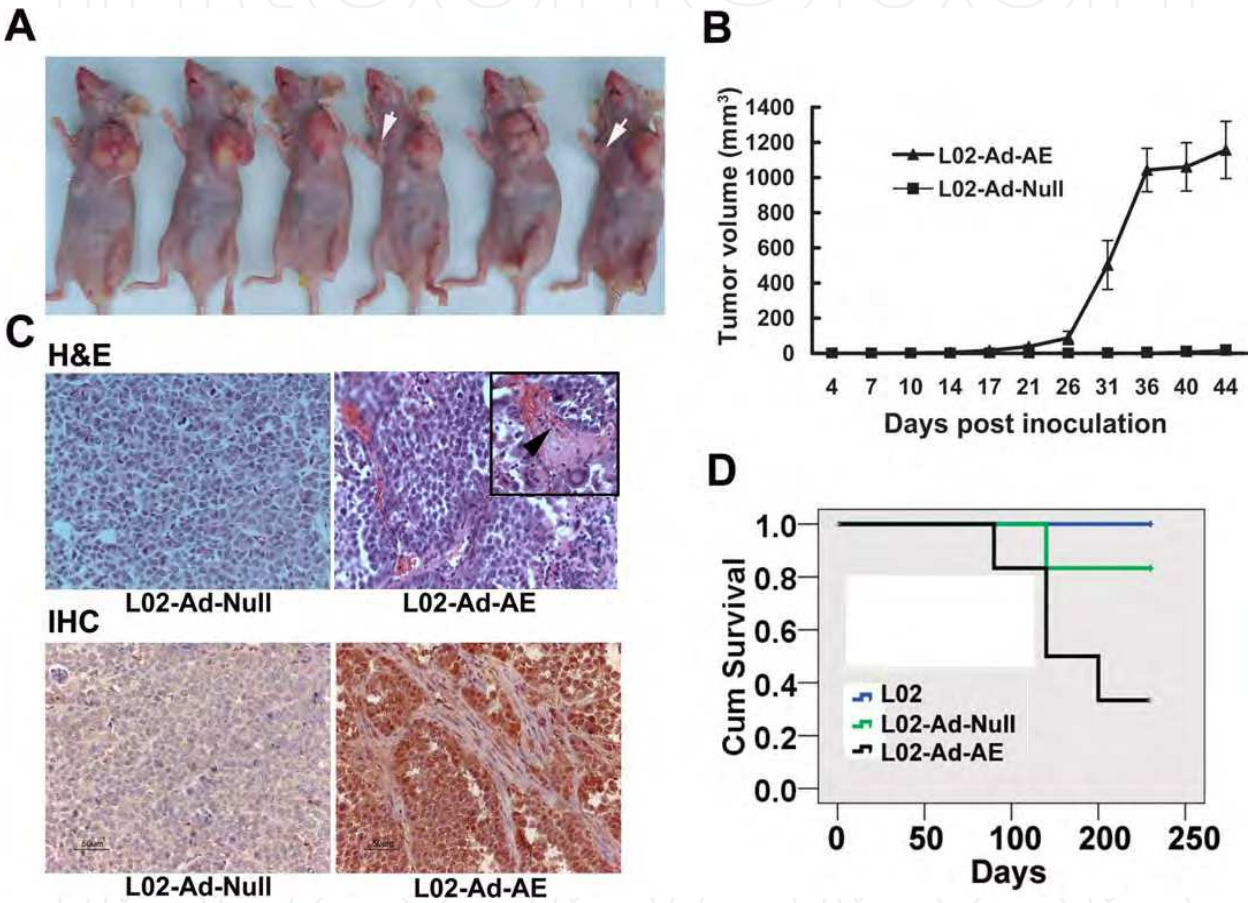 A
B
Tumor volume (mm³)
1400
1200
1000
800
600
400
200
0
L02-Ad-AE
L02-Ad-Null
4 7 10 14 17 21 26 31 36 40 44
Days post inoculation
C
H&E
L02-Ad-Null
L02-Ad-AE
IHC
50um
50um
L02-Ad-Null
L02-Ad-AE
D
Cum Survival
1.0
0.8
0.6
0.4
0.2
0.0
L02
L02-Ad-Null
L02-Ad-AE
0 50 100 200 250
Days